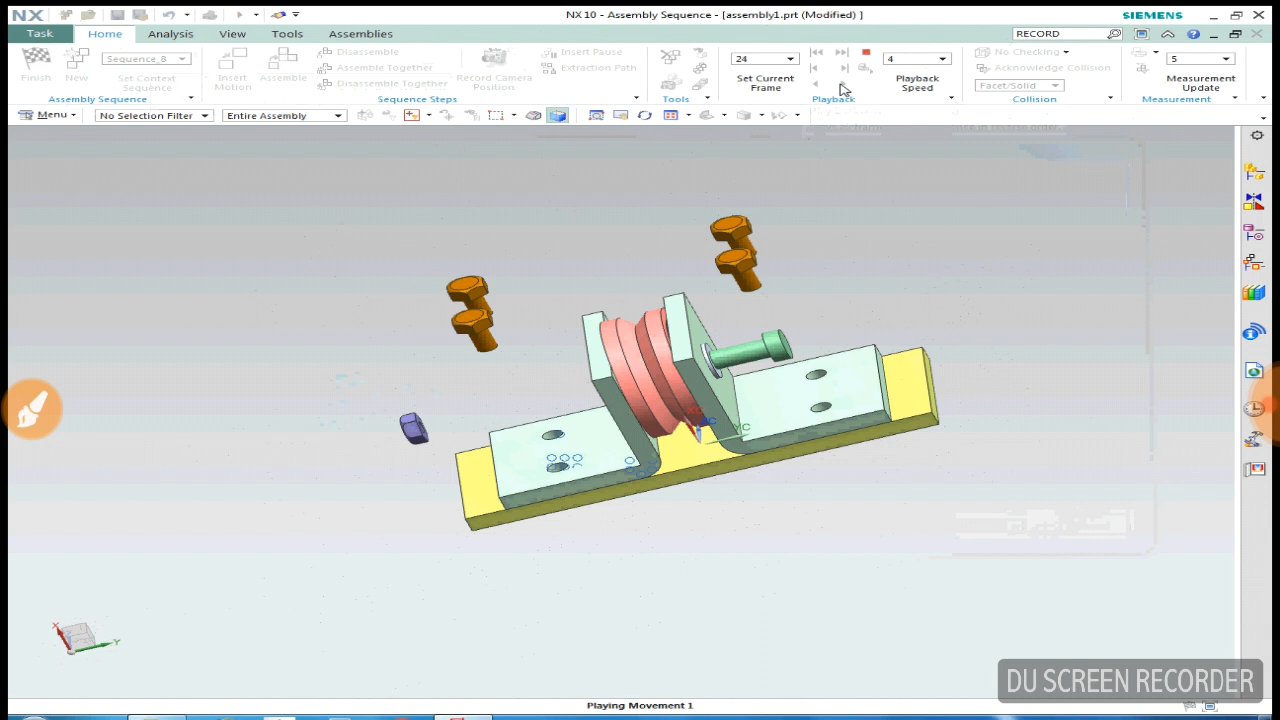 NX
NX 10 - Assembly Sequence - [assembly1.prt (Modified) ]
SIEMENS
Task
Home
Analysis
View
Tools
Assemblies
RECORD
Finish
New
Sequence_8
Set Context
Sequence
Assembly Sequence
Insert
Motion
Assemble
Disassemble
Assemble Together
Disassemble Together
Record Camera
Position
Insert Pause
Extraction Path
Sequence Steps
Tools
24
Set Current
Frame
Playback
4
Playback
Speed
No Checking
Acknowledge Collision
Facet/Solid
Collision
5
Measurement
Update
Measurement
Menu
No Selection Filter
Entire Assembly
YC
X
Y
DU SCREEN RECORDER
Playing Movement 1